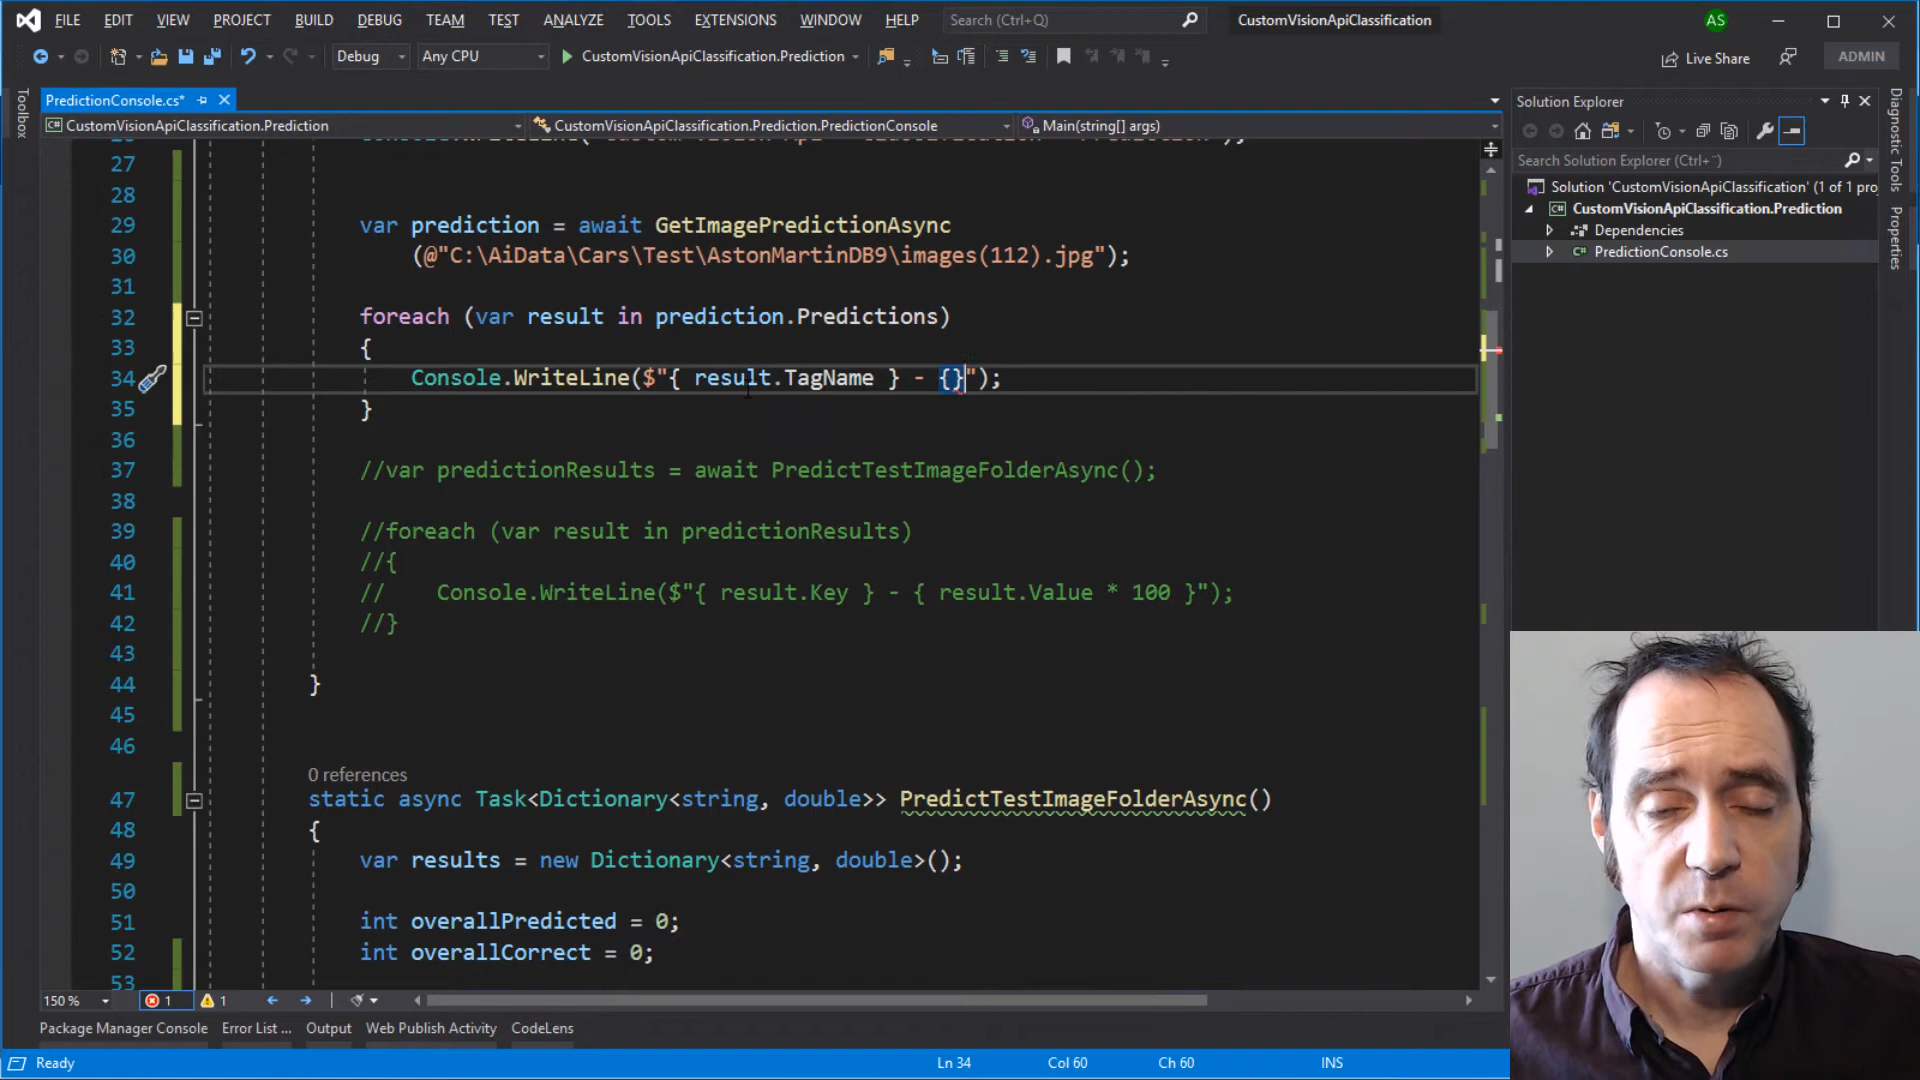 FILE EDIT VIEW PROJECT BUILD DEBUG TEAM TEST ANALYZE TOOLS EXTENSIONS WINDOW HELP Search (Ctrl+Q) CustomVisionApiClassification AS
Debug Any CPU CustomVisionApiClassification.Prediction Live Share ADMIN
Toolbox
PredictionConsole.cs*
CustomVisionApiClassification.Prediction CustomVisionApiClassification.Prediction.PredictionConsole Main(string[] args)
27
28
29 var prediction = await GetImagePredictionAsync
30 (@"C:\AiData\Cars\Test\AstonMartinDB9\images(112).jpg");
31
32 foreach (var result in prediction.Predictions)
33 {
34 Console.WriteLine($"{ result.TagName } - {}");
35 }
36
37 //var predictionResults = await PredictTestImageFolderAsync();
38
39 //foreach (var result in predictionResults)
40 //{
41 // Console.WriteLine($"{ result.Key } - { result.Value * 100 }");
42 //}
43
44 }
45
46
0 references
47 static async Task<Dictionary<string, double>> PredictTestImageFolderAsync()
48 {
49 var results = new Dictionary<string, double>();
50
51 int overallPredicted = 0;
52 int overallCorrect = 0;
53
150 % 1 1
Package Manager Console Error List ... Output Web Publish Activity CodeLens
Ready Ln 34 Col 60 Ch 60 INS
Solution Explorer
Search Solution Explorer (Ctrl+¨)
Solution 'CustomVisionApiClassification' (1 of 1 proj
CustomVisionApiClassification.Prediction
Dependencies
C# PredictionConsole.cs
Diagnostic Tools
Properties